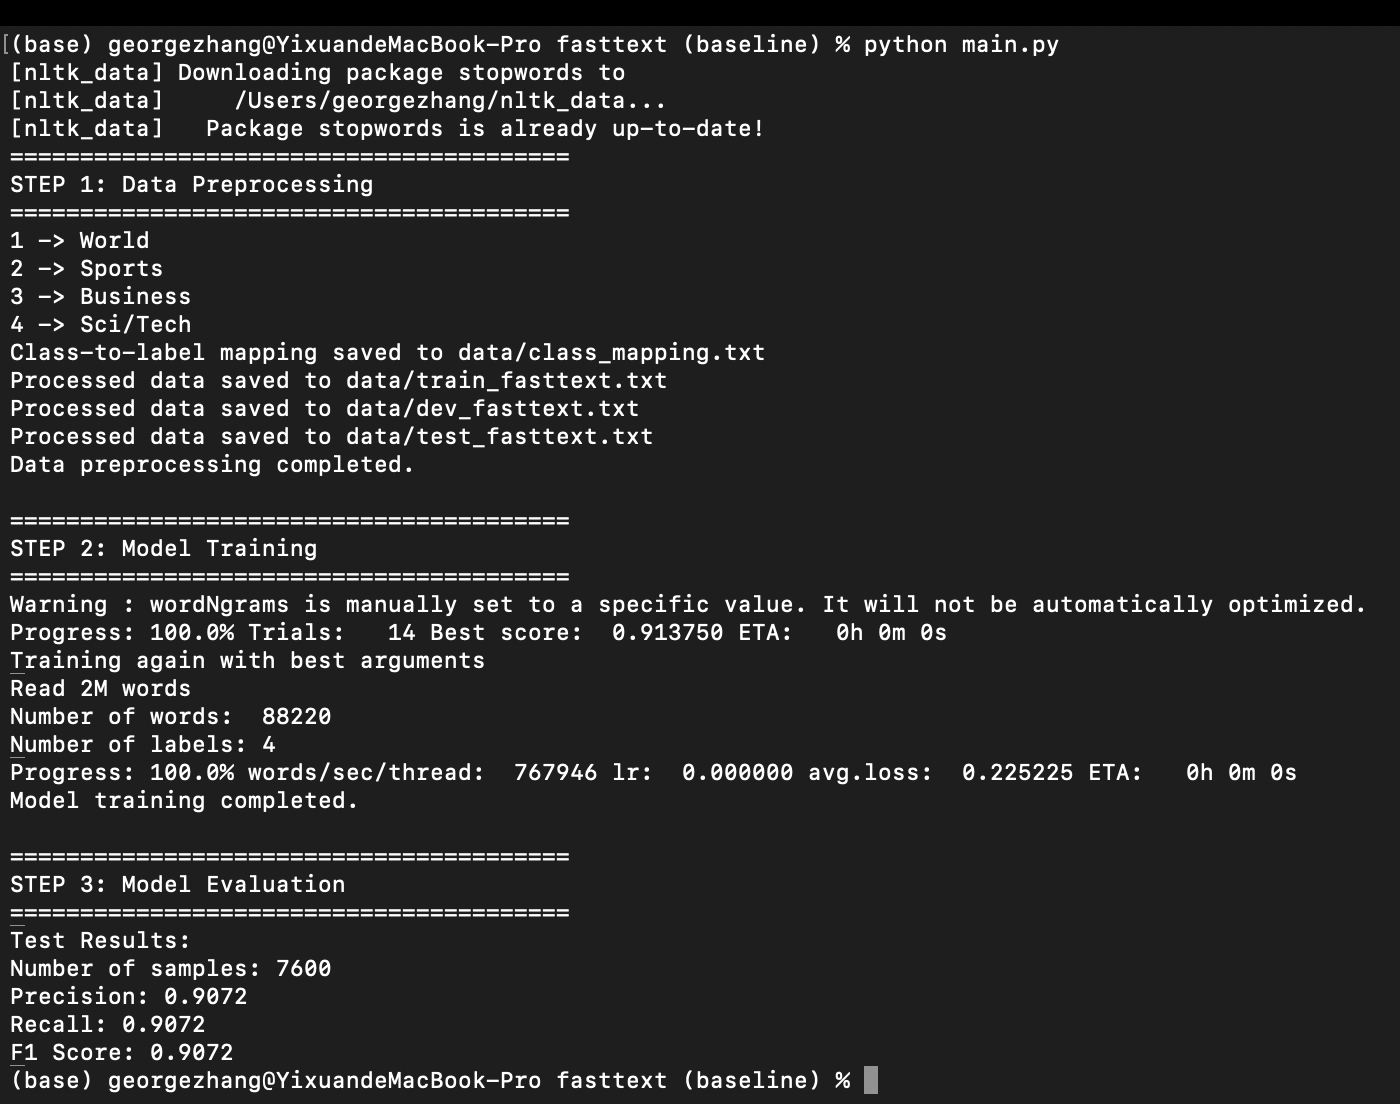 [(base) georgezhang@YixuandeMacBook-Pro fasttext (baseline) % python main.py
[nltk_data] Downloading package stopwords to
[nltk_data]     /Users/georgezhang/nltk_data...
[nltk_data]   Package stopwords is already up-to-date!
========================================
STEP 1: Data Preprocessing
========================================
1 -> World
2 -> Sports
3 -> Business
4 -> Sci/Tech
Class-to-label mapping saved to data/class_mapping.txt
Processed data saved to data/train_fasttext.txt
Processed data saved to data/dev_fasttext.txt
Processed data saved to data/test_fasttext.txt
Data preprocessing completed.

========================================
STEP 2: Model Training
========================================
Warning : wordNgrams is manually set to a specific value. It will not be automatically optimized.
Progress: 100.0% Trials:   14 Best score:  0.913750 ETA:   0h 0m 0s
Training again with best arguments
Read 2M words
Number of words:  88220
Number of labels: 4
Progress: 100.0% words/sec/thread:  767946 lr:  0.000000 avg.loss:  0.225225 ETA:   0h 0m 0s
Model training completed.

========================================
STEP 3: Model Evaluation
========================================
Test Results:
Number of samples: 7600
Precision: 0.9072
Recall: 0.9072
F1 Score: 0.9072
(base) georgezhang@YixuandeMacBook-Pro fasttext (baseline) %